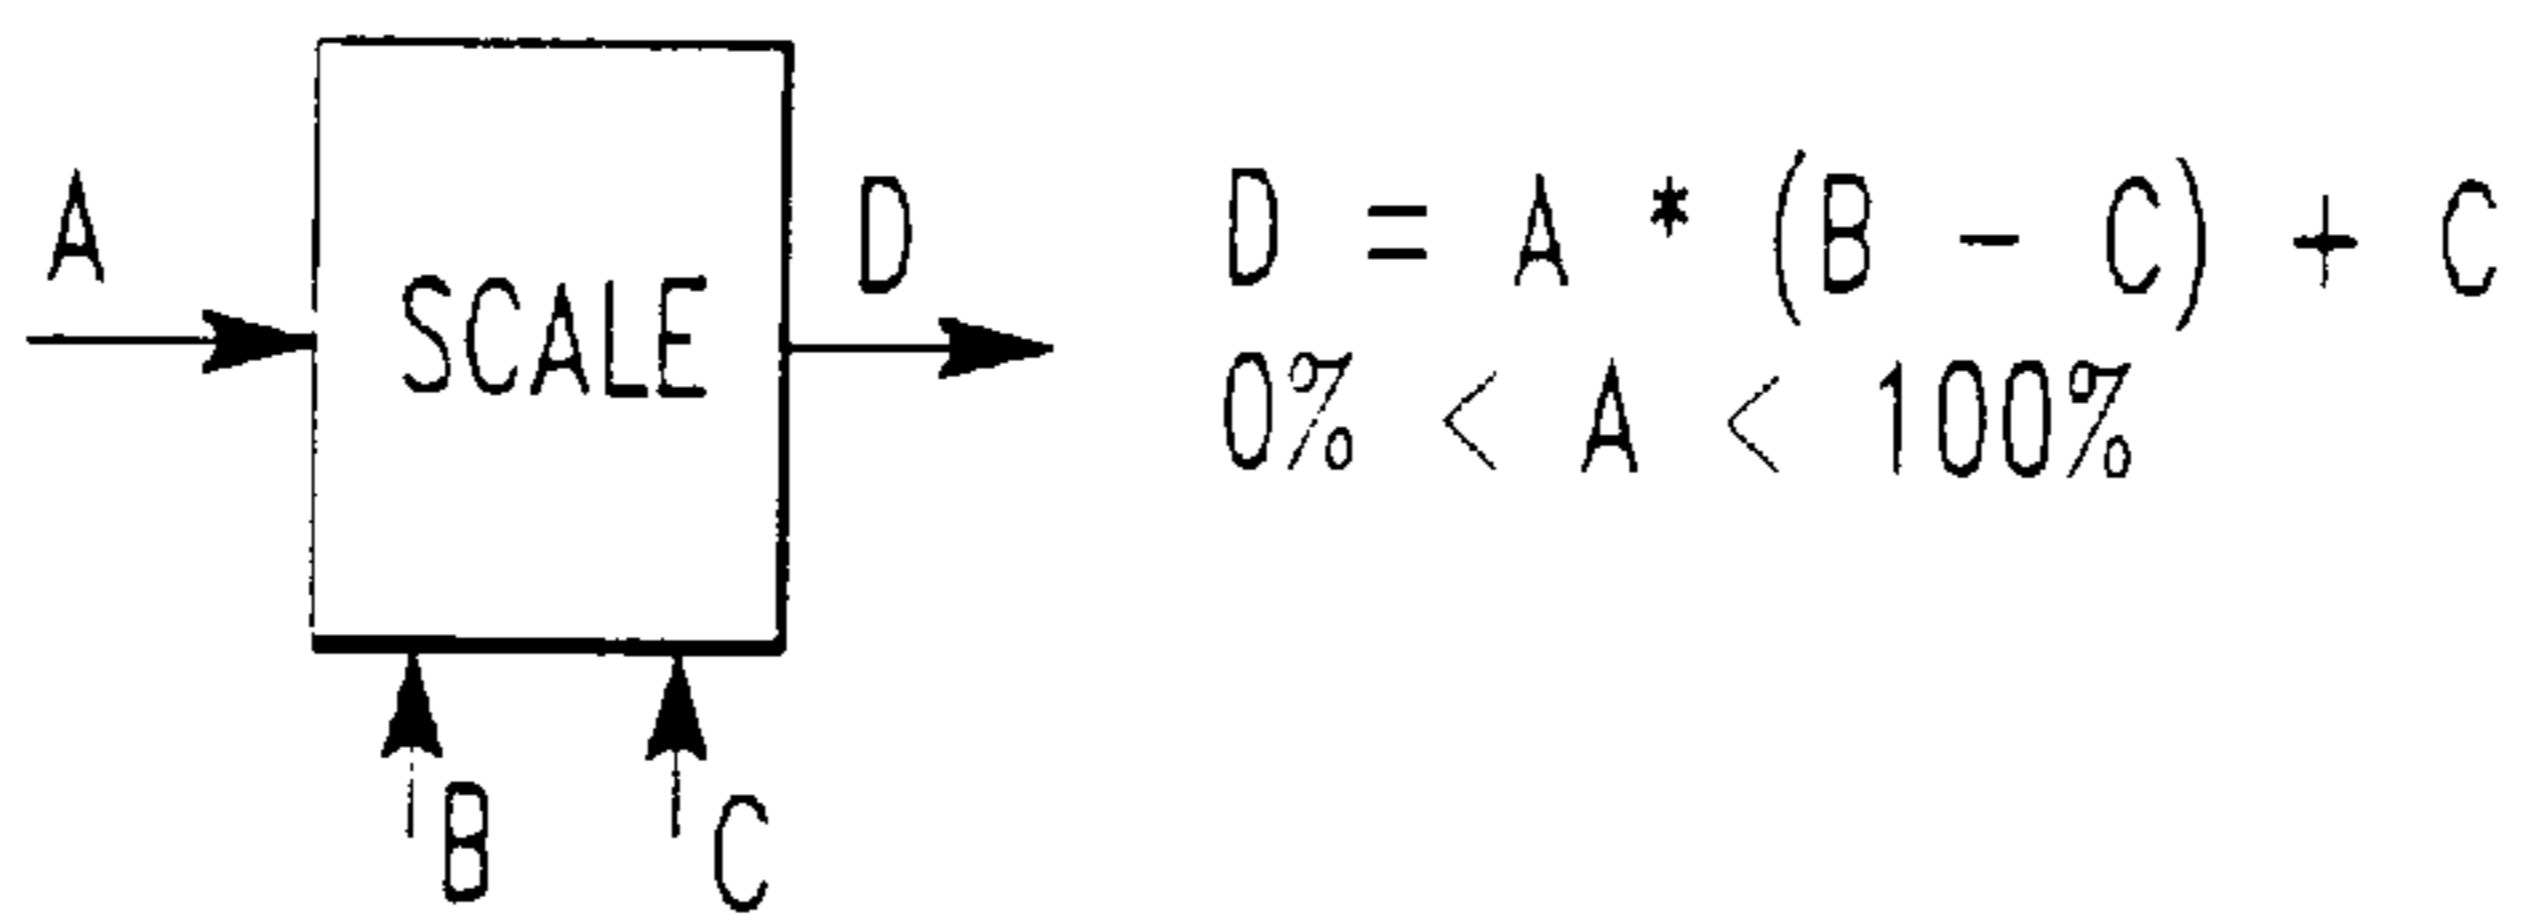 A
SCALE
D
B
C
D = A * (B - C) + C
0% < A < 100%